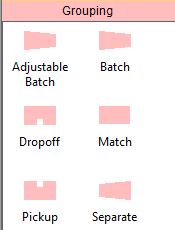 Grouping
Adjustable
Batch
Batch
Dropoff
Match
Pickup
Separate